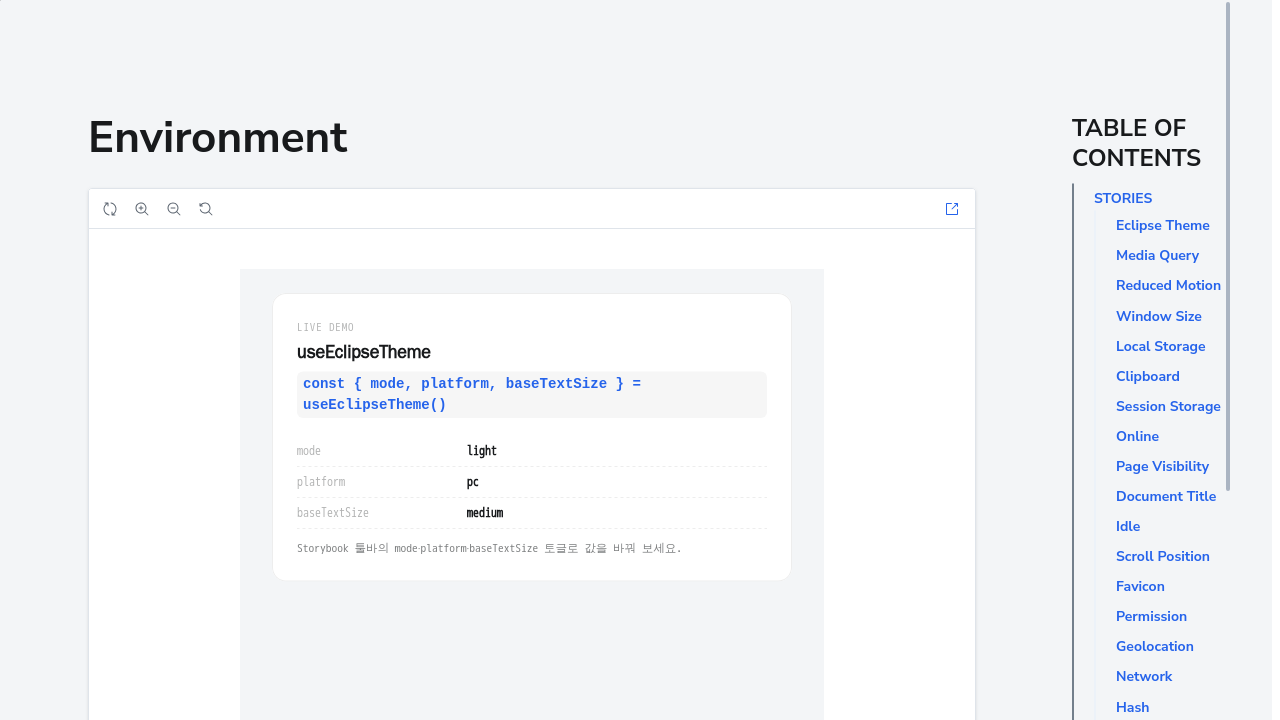 Environment
LIVE DEMO
useEclipseTheme
const { mode, platform, baseTextSize } =
useEclipseTheme()
mode light
platform pc
baseTextSize medium
Storybook 툴바의 mode·platform·baseTextSize 토글로 값을 바꿔 보세요.
TABLE OF
CONTENTS
STORIES
Eclipse Theme
Media Query
Reduced Motion
Window Size
Local Storage
Clipboard
Session Storage
Online
Page Visibility
Document Title
Idle
Scroll Position
Favicon
Permission
Geolocation
Network
Hash